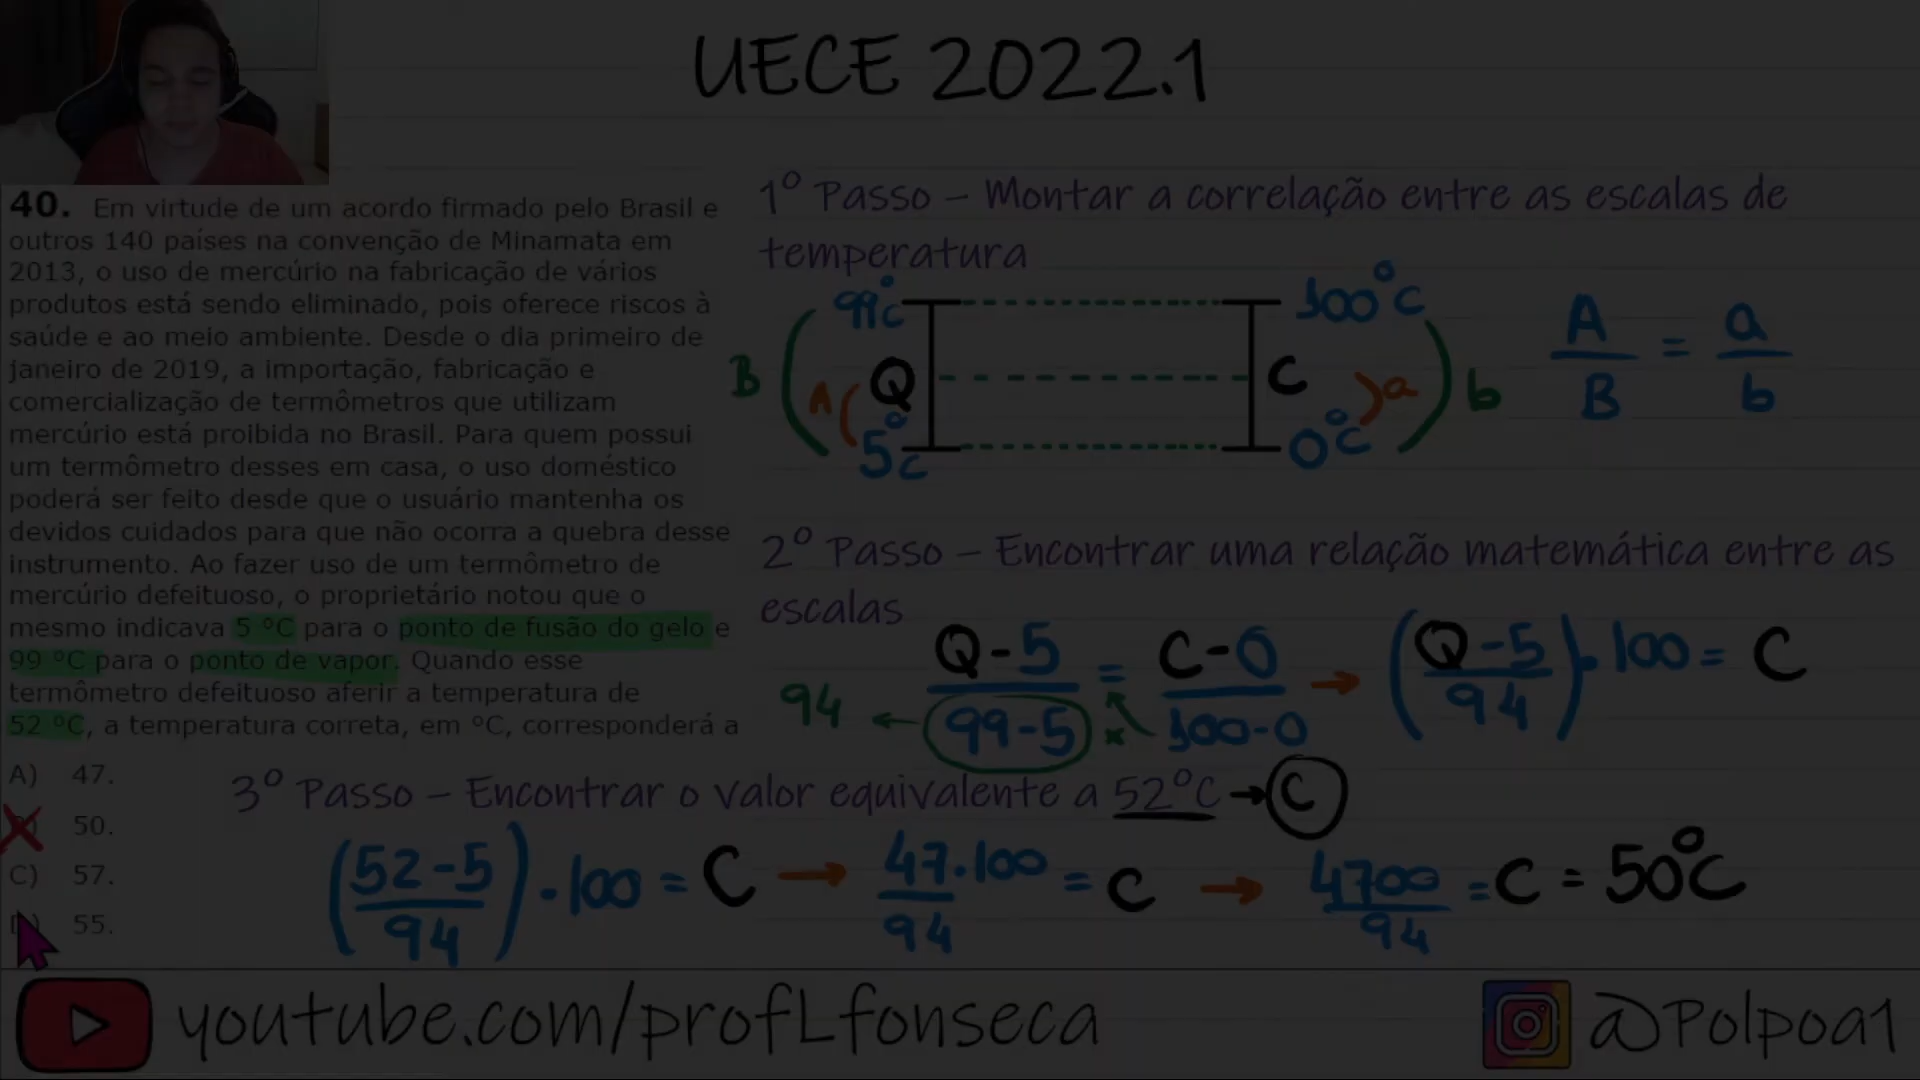 UECE 2022.1
40. Em virtude de um acordo firmado pelo Brasil e
outros 140 países na convenção de Minamata em
2013, o uso de mercúrio na fabricação de vários
produtos está sendo eliminado, pois oferece riscos à
saúde e ao meio ambiente. Desde o dia primeiro de
janeiro de 2019, a importação, fabricação e
comercialização de termômetros que utilizam
mercúrio está proibida no Brasil. Para quem possui
um termômetro desses em casa, o uso doméstico
poderá ser feito desde que o usuário mantenha os
devidos cuidados para que não ocorra a quebra desse
instrumento. Ao fazer uso de um termômetro de
mercúrio defeituoso, o proprietário notou que o
mesmo indicava 5 ºC para o ponto de fusão do gelo e
99 ºC para o ponto de vapor. Quando esse
termômetro defeituoso aferir a temperatura de
52 ºC, a temperatura correta, em ºC, corresponderá a
A) 47.
B) 50.
C) 57.
D) 55.
1º Passo – Montar a correlação entre as escalas de
temperatura
99°C 100°C
B A Q C a b
5°C 0°C
A/B = a/b
2º Passo – Encontrar uma relação matemática entre as
escalas
94 ← (Q-5)/(99-5) = (C-0)/(100-0) → ((Q-5)/94) · 100 = C
3º Passo – Encontrar o valor equivalente a 52ºC → C
((52-5)/94) · 100 = C → 47.100/94 = C → 4700/94 = C = 50°C
youtube.com/profLfonseca
@Polpoa1